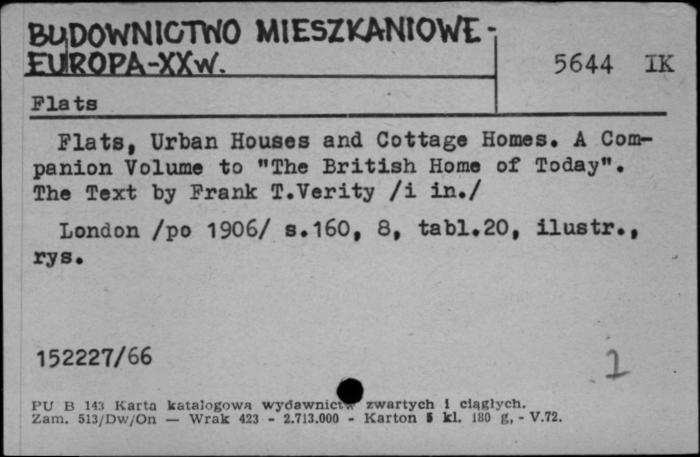 BUDOWNICTWO MIESZKANIOWE-
EUROPA-XXw.
5644 IK
Flats
Flats, Urban Houses and Cottage Homes. A Com-
panion Volume to "The British Home of Today".
The Text by Frank T.Verity /i in./
London /po 1906/ s.160, 8, tabl.20, ilustr.,
rys.
152227/66
1
PU B 143 Karta katalogowa wydawnictw zwartych i ciągłych.
Zam. 513/Dw/On — Wrak 423 - 2.713.000 - Karton 5 kl. 180 g, - V.72.